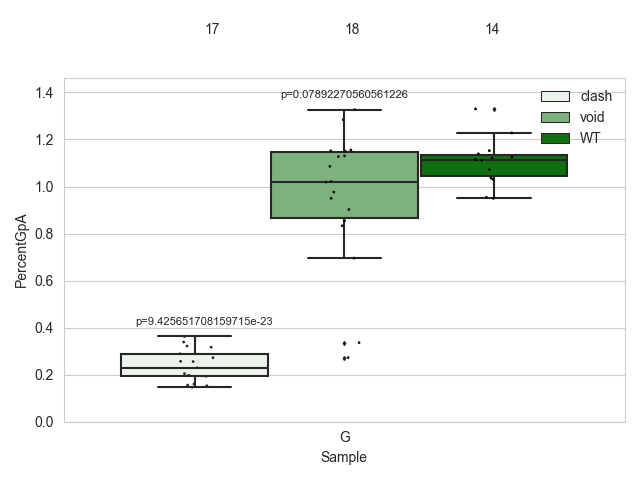 17 18 14
1.4
1.2
1.0
0.8
0.6
0.4
0.2
0.0
PercentGpA
p=0.07892270560561226
p=9.425651708159715e-23
clash
void
WT
G
Sample